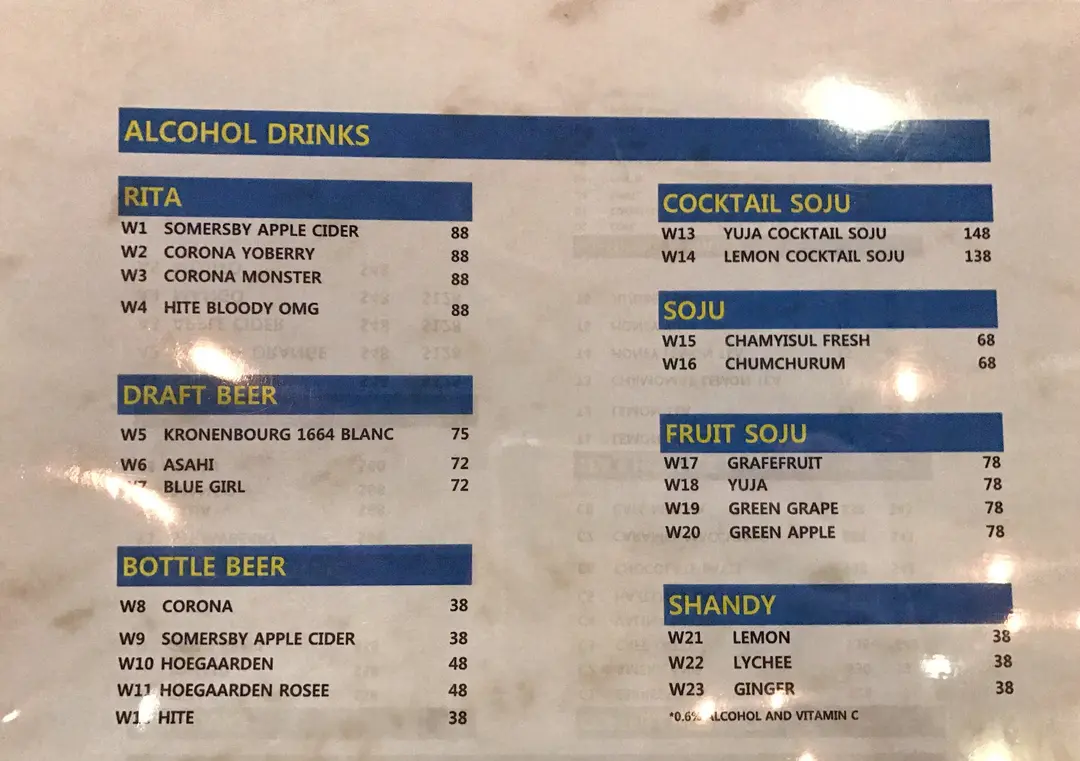 ALCOHOL DRINKS
RITA
W1 SOMERSBY APPLE CIDER 88
W2 CORONA YOBERRY 88
W3 CORONA MONSTER 88
W4 HITE BLOODY OMG 88
DRAFT BEER
W5 KRONENBOURG 1664 BLANC 75
W6 ASAHI 72
BLUE GIRL 72
BOTTLE BEER
W8 CORONA 38
W9 SOMERSBY APPLE CIDER 38
W10 HOEGAARDEN 48
W11 HOEGAARDEN ROSEE 48
HITE 38
COCKTAIL SOJU
W13 YUJA COCKTAIL SOJU 148
W14 LEMON COCKTAIL SOJU 138
SOJU
W15 CHAMYISUL FRESH 68
W16 CHUMCHURUM 68
FRUIT SOJU
W17 GRAFEFRUIT 78
W18 YUJA 78
W19 GREEN GRAPE 78
W20 GREEN APPLE 78
SHANDY
W21 LEMON 38
W22 LYCHEE 38
W23 GINGER 38
*0.6% ALCOHOL AND VITAMIN C